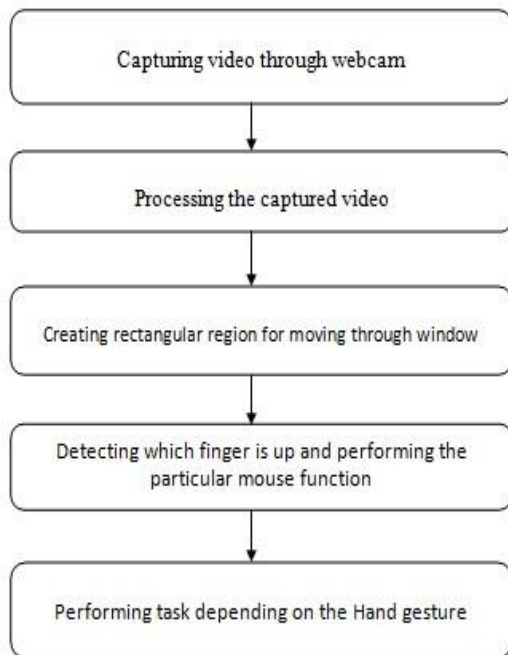 Capturing video through webcam
Processing the captured video
Creating rectangular region for moving through window
Detecting which finger is up and performing the
particular mouse function
Performing task depending on the Hand gesture